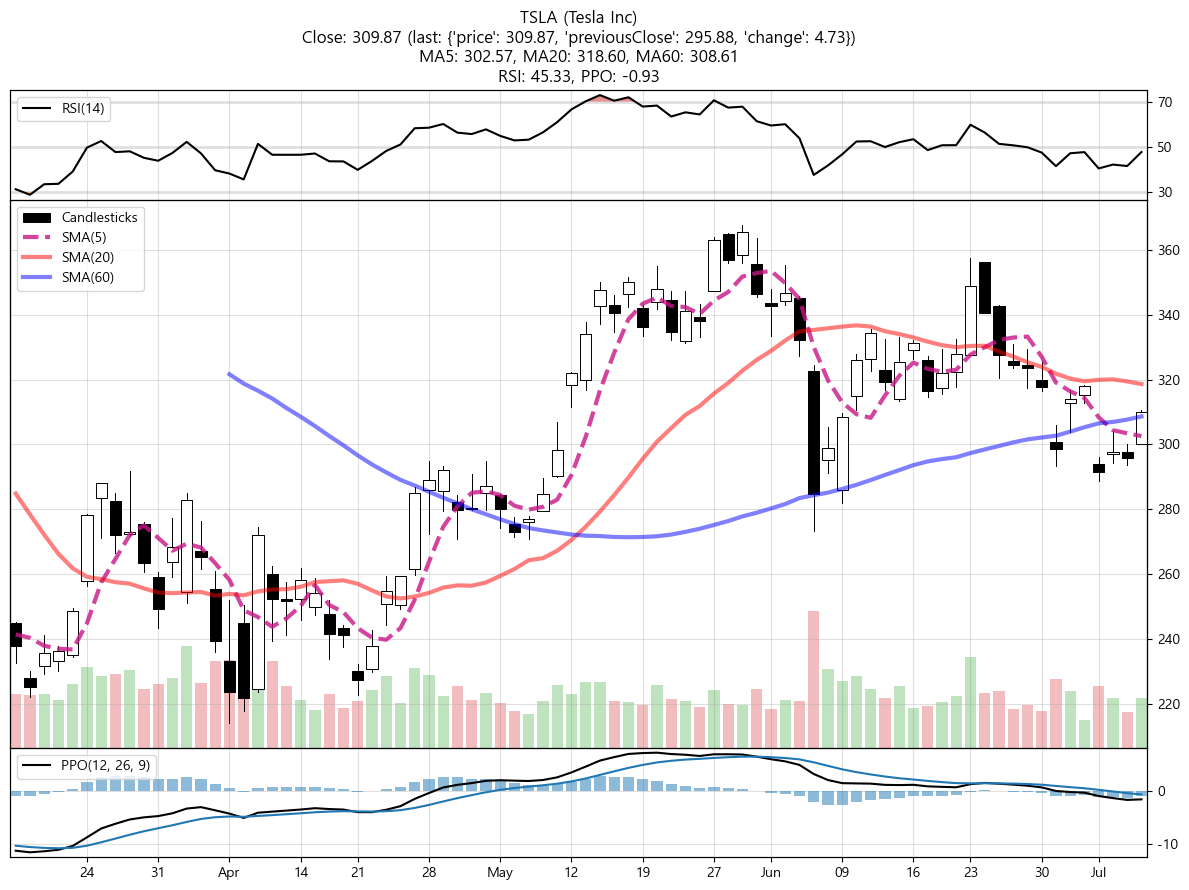 TSLA (Tesla Inc)
Close: 309.87 (last: {'price': 309.87, 'previousClose': 295.88, 'change': 4.73})
MA5: 302.57, MA20: 318.60, MA60: 308.61
RSI: 45.33, PPO: -0.93
RSI(14)
70
50
30
Candlesticks
SMA(5)
SMA(20)
SMA(60)
360
340
320
300
280
260
240
220
PPO(12, 26, 9)
0
-10
24 31 Apr 14 21 28 May 12 19 27 Jun 09 16 23 30 Jul